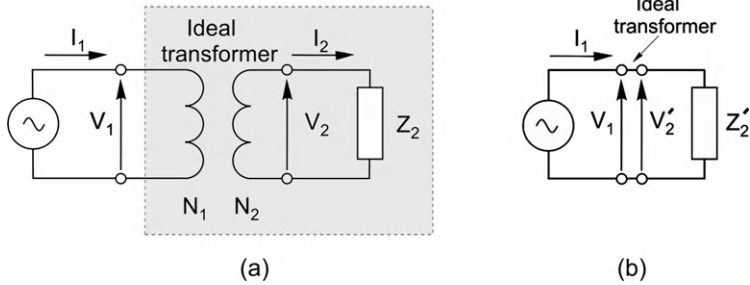 Ideal
transformer
I₁
I₂
V₁
V₂
Z₂
N₁ N₂
(a)
Ideal
transformer
I₁
V₁
V₂′
Z₂′
(b)